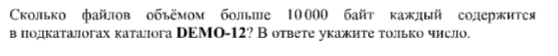 Сколько файлов объёмом больше 10 000 байт каждый содержится
в подкаталогах каталога DEMO-12? В ответе укажите только число.